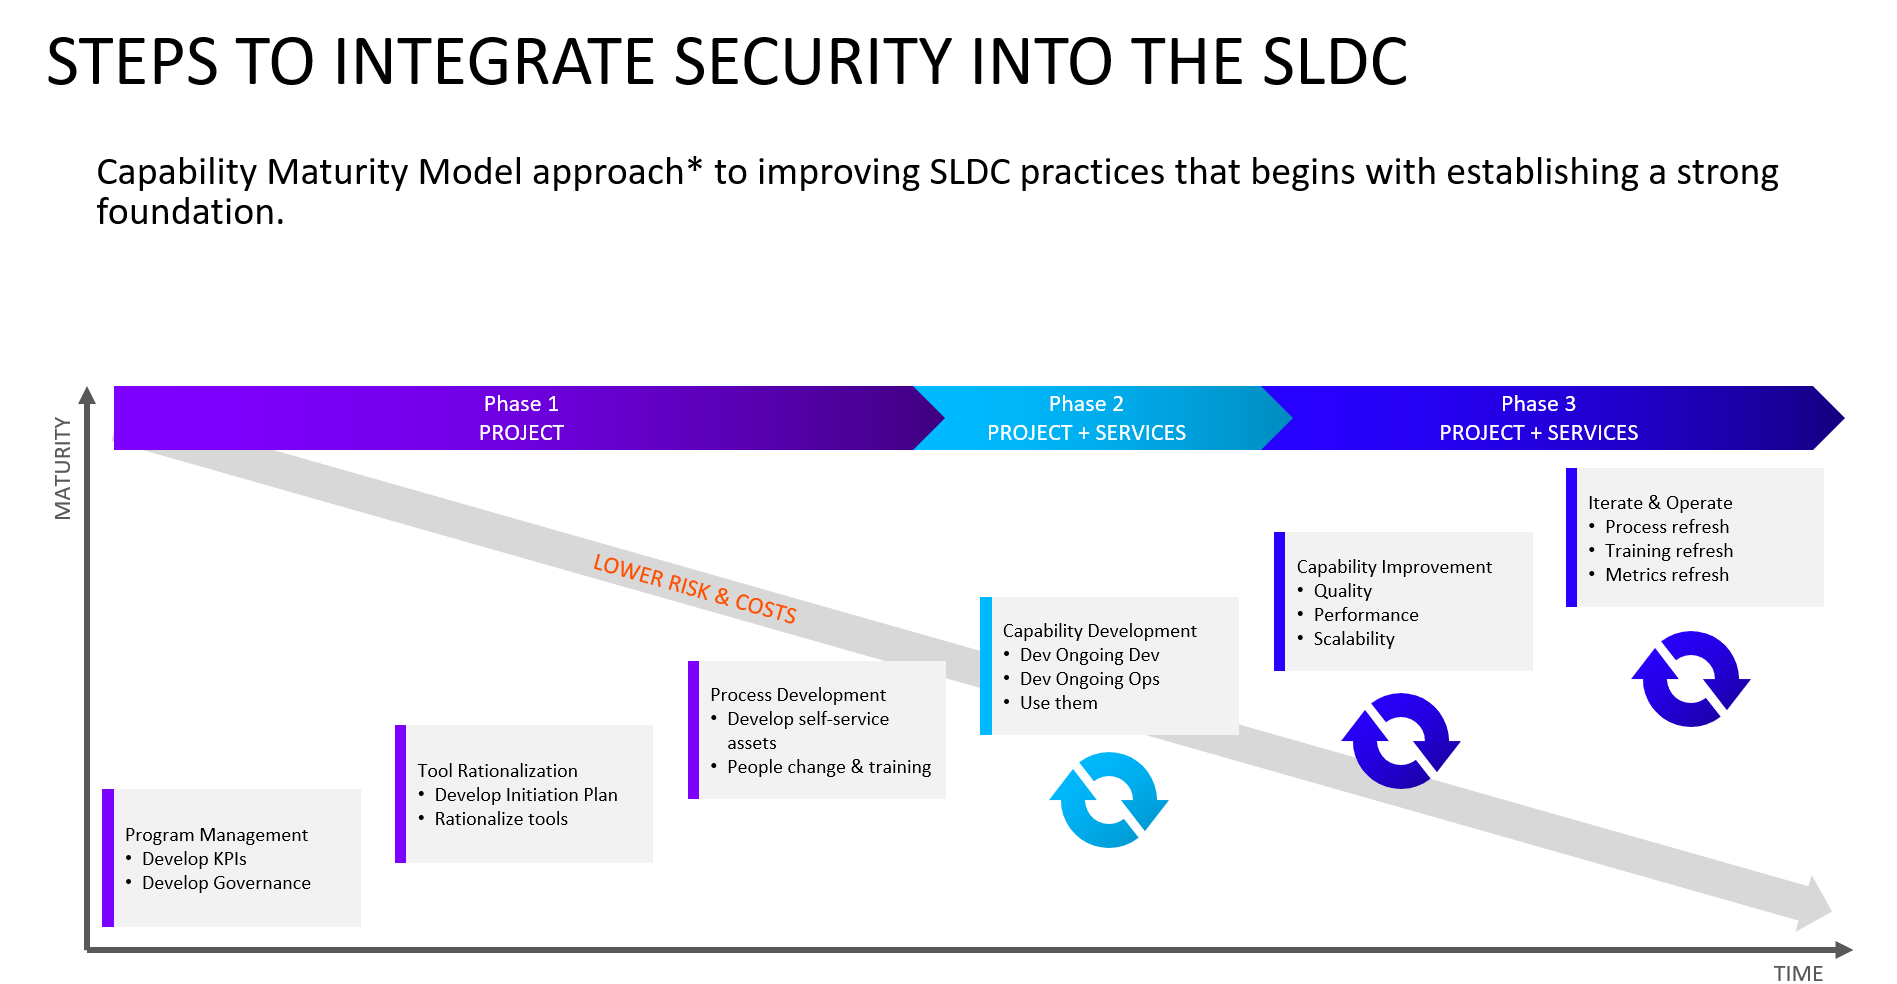 STEPS TO INTEGRATE SECURITY INTO THE SLDC
Capability Maturity Model approach* to improving SLDC practices that begins with establishing a strong
foundation.
MATURITY
Phase 1
PROJECT
Phase 2
PROJECT + SERVICES
Phase 3
PROJECT + SERVICES
LOWER RISK & COSTS
Program Management
• Develop KPIs
• Develop Governance
Tool Rationalization
• Develop Initiation Plan
• Rationalize tools
Process Development
• Develop self-service
assets
• People change & training
Capability Development
• Dev Ongoing Dev
• Dev Ongoing Ops
• Use them
Capability Improvement
• Quality
• Performance
• Scalability
Iterate & Operate
• Process refresh
• Training refresh
• Metrics refresh
TIME